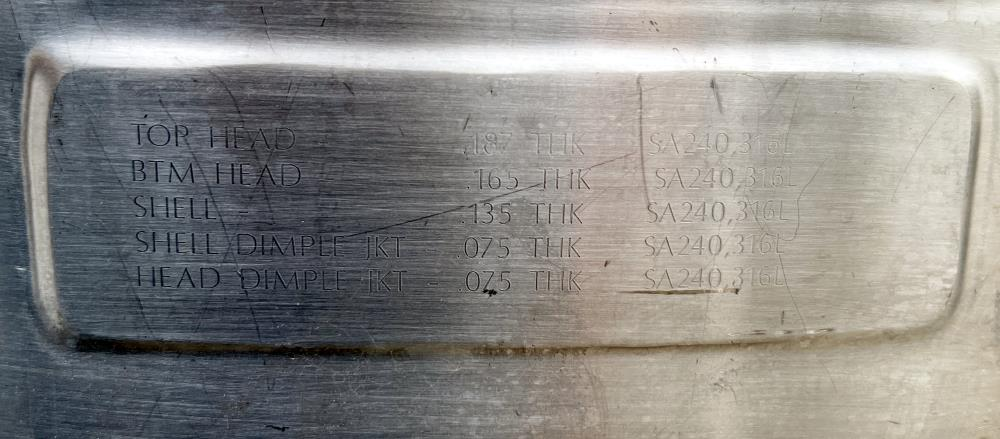 TOP HEAD .187 THK SA240,316L
BTM HEAD .165 THK SA240,316L
SHELL - .135 THK SA240,316L
SHELL DIMPLE JKT - .075 THK SA240,316L
HEAD DIMPLE JKT - .075 THK SA240,316L